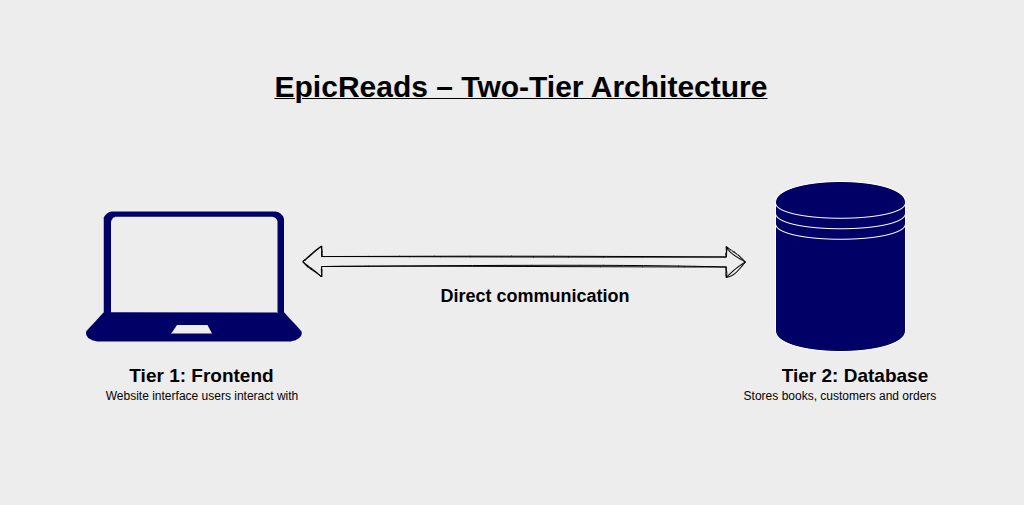 EpicReads – Two-Tier Architecture
Direct communication
Tier 1: Frontend
Website interface users interact with
Tier 2: Database
Stores books, customers and orders